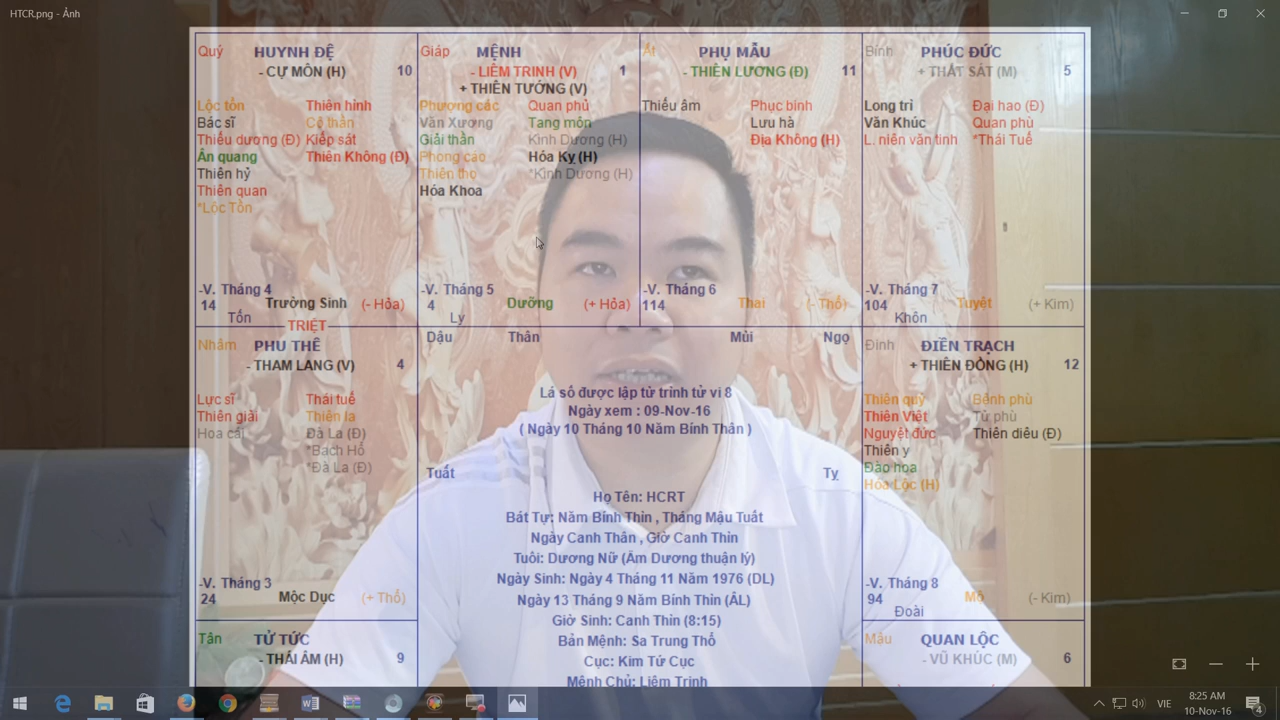 HTCR.png - Ảnh
Quý HUYNH ĐỆ
- CỰ MÔN (H) 10
Lộc tồn Thiên hình
Bác sĩ Cô thần
Thiếu dương (Đ) Kiếp sát
Ân quang Thiên Không (Đ)
Thiên hỷ
Thiên quan
*Lộc Tồn
-V. Tháng 4
14 Trường Sinh (- Hỏa)
Tốn
Giáp MỆNH
- LIÊM TRINH (V) 1
+ THIÊN TƯỚNG (V)
Phượng các Quan phủ
Văn Xương Tang môn
Giải thần Kình Dương (H)
Phong cáo Hóa Kỵ (H)
Thiên thọ *Kình Dương (H)
Hóa Khoa
-V. Tháng 5
4 Dưỡng (+ Hỏa)
Ly
Ất PHỤ MẪU
- THIÊN LƯƠNG (Đ) 11
Thiếu âm Phục binh
Lưu hà
Địa Không (H)
-V. Tháng 6
114 Thai (- Thổ)
Bính PHÚC ĐỨC
+ THẤT SÁT (M) 5
Long trì Đại hao (Đ)
Văn Khúc Quan phù
L. niên văn tinh *Thái Tuế
-V. Tháng 7
104 Tuyệt (+ Kim)
Khôn
TRIỆT
Nhâm PHU THÊ
- THAM LANG (V) 4
Lực sĩ Thái tuế
Thiên giải Thiên la
Hoa cái Đà La (Đ)
*Bạch Hổ
*Đà La (Đ)
-V. Tháng 3
24 Mộc Dục (+ Thổ)
Dậu Thân Mùi Ngọ
Lá số được lập từ trình tử vi 8
Ngày xem : 09-Nov-16
( Ngày 10 Tháng 10 Năm Bính Thân )
Tuất Tỵ
Họ Tên: HCRT
Bát Tự: Năm Bính Thìn , Tháng Mậu Tuất
Ngày Canh Thân , Giờ Canh Thìn
Tuổi: Dương Nữ (Âm Dương thuận lý)
Ngày Sinh: Ngày 4 Tháng 11 Năm 1976 (DL)
Ngày 13 Tháng 9 Năm Bính Thìn (ÂL)
Giờ Sinh: Canh Thìn (8:15)
Bản Mệnh: Sa Trung Thổ
Cục: Kim Tứ Cục
Mệnh Chủ: Liêm Trinh
Đinh ĐIỀN TRẠCH
+ THIÊN ĐỒNG (H) 12
Thiên quý Bệnh phù
Thiên Việt Tử phù
Nguyệt đức Thiên diêu (Đ)
Thiên y
Đào hoa
Hóa Lộc (H)
-V. Tháng 8
94 Mộ (- Kim)
Đoài
Tân TỬ TỨC
- THÁI ÂM (H) 9
Mậu QUAN LỘC
- VŨ KHÚC (M) 6
VIE
8:25 AM
10-Nov-16
4